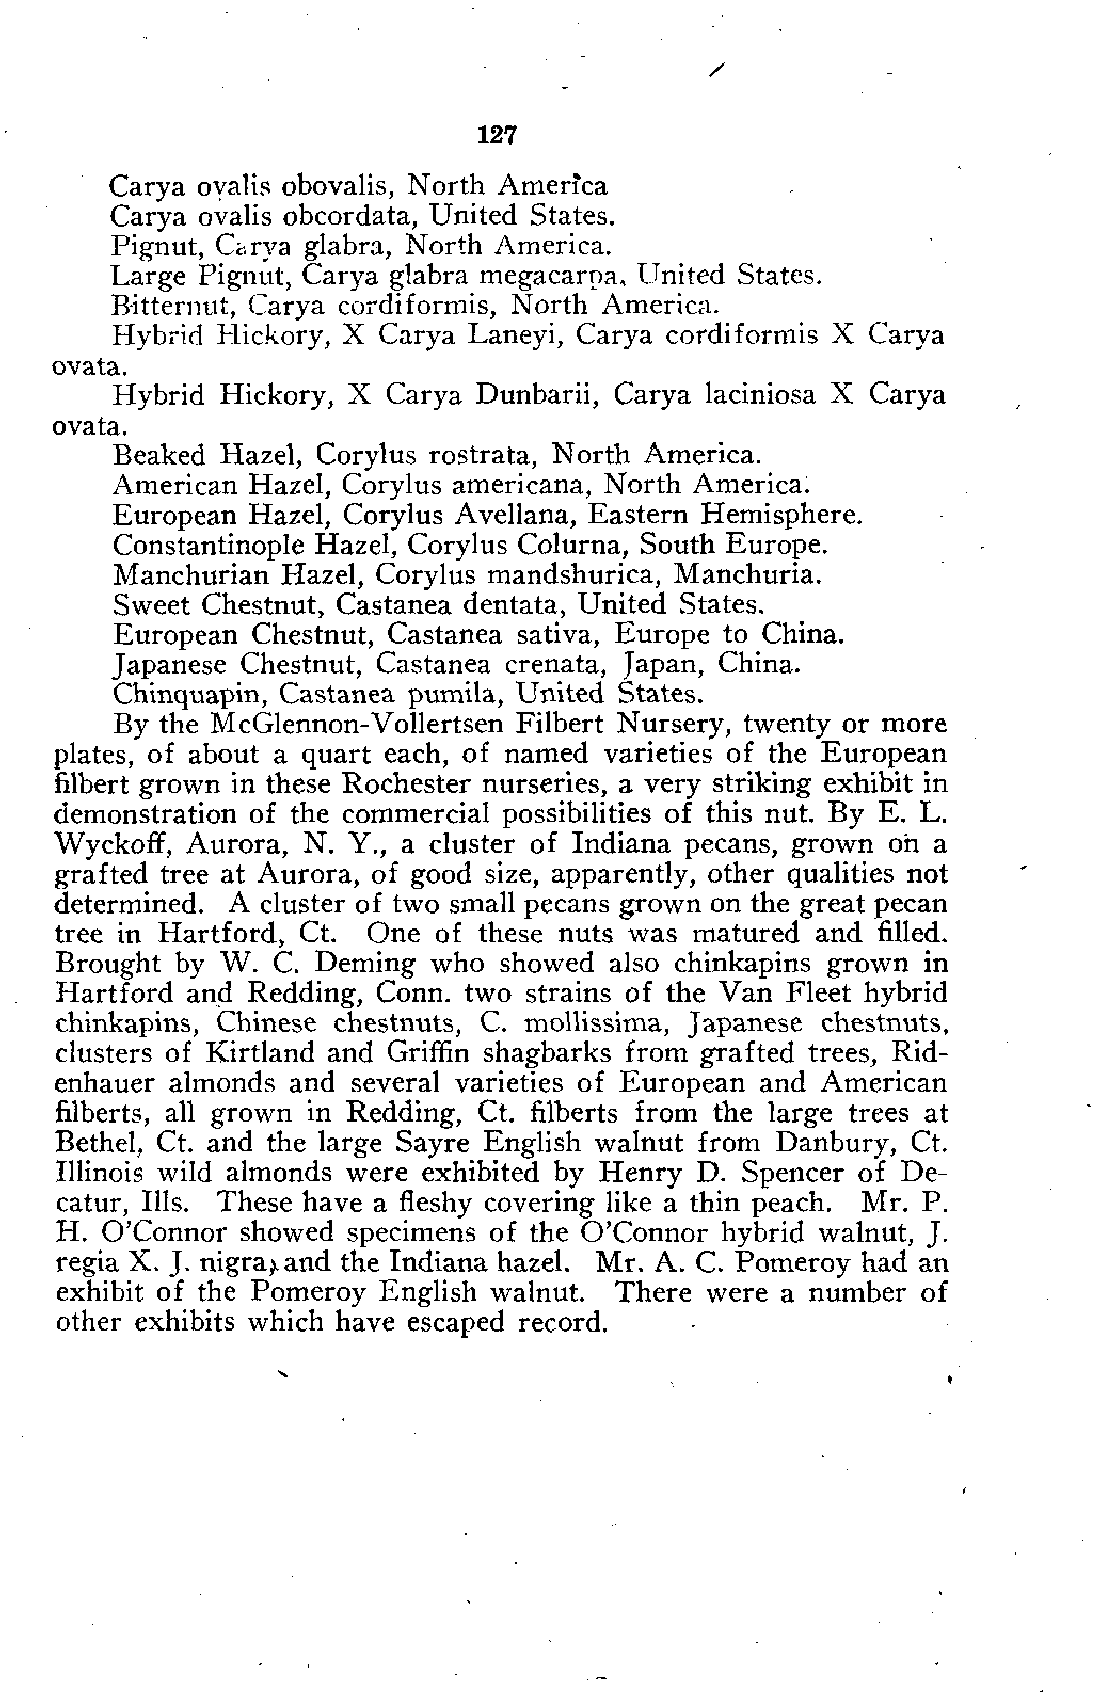 127
Carya ovalis obovalis, North America
Carya ovalis obcordata, United States.
Pignut, Carya glabra, North America.
Large Pignut, Carya glabra megacarpa, United States.
Bitternut, Carya cordiformis, North America.
Hybrid Hickory, X Carya Laneyi, Carya cordiformis X Carya
ovata.
Hybrid Hickory, X Carya Dunbarii, Carya laciniosa X Carya
ovata.
Beaked Hazel, Corylus rostrata, North America.
American Hazel, Corylus americana, North America.
European Hazel, Corylus Avellana, Eastern Hemisphere.
Constantinople Hazel, Corylus Colurna, South Europe.
Manchurian Hazel, Corylus mandshurica, Manchuria.
Sweet Chestnut, Castanea dentata, United States.
European Chestnut, Castanea sativa, Europe to China.
Japanese Chestnut, Castanea crenata, Japan, China.
Chinquapin, Castanea pumila, United States.
By the McGlennon-Vollertsen Filbert Nursery, twenty or more
plates, of about a quart each, of named varieties of the European
filbert grown in these Rochester nurseries, a very striking exhibit in
demonstration of the commercial possibilities of this nut. By E. L.
Wyckoff, Aurora, N. Y., a cluster of Indiana pecans, grown on a
grafted tree at Aurora, of good size, apparently, other qualities not
determined. A cluster of two small pecans grown on the great pecan
tree in Hartford, Ct. One of these nuts was matured and filled.
Brought by W. C. Deming who showed also chinkapins grown in
Hartford and Redding, Conn. two strains of the Van Fleet hybrid
chinkapins, Chinese chestnuts, C. mollissima, Japanese chestnuts,
clusters of Kirtland and Griffin shagbarks from grafted trees, Rid-
enhauer almonds and several varieties of European and American
filberts, all grown in Redding, Ct. filberts from the large trees at
Bethel, Ct. and the large Sayre English walnut from Danbury, Ct.
Illinois wild almonds were exhibited by Henry D. Spencer of De-
catur, Ills. These have a fleshy covering like a thin peach. Mr. P.
H. O'Connor showed specimens of the O'Connor hybrid walnut, J.
regia X. J. nigra, and the Indiana hazel. Mr. A. C. Pomeroy had an
exhibit of the Pomeroy English walnut. There were a number of
other exhibits which have escaped record.